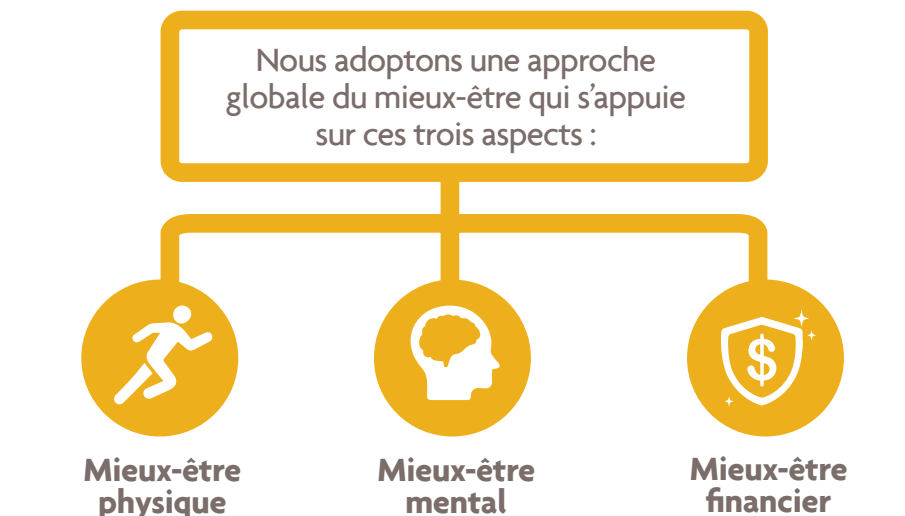 Nous adoptons une approche
globale du mieux-être qui s’appuie
sur ces trois aspects :
$
Mieux-être
physique
Mieux-être
mental
Mieux-être
financier